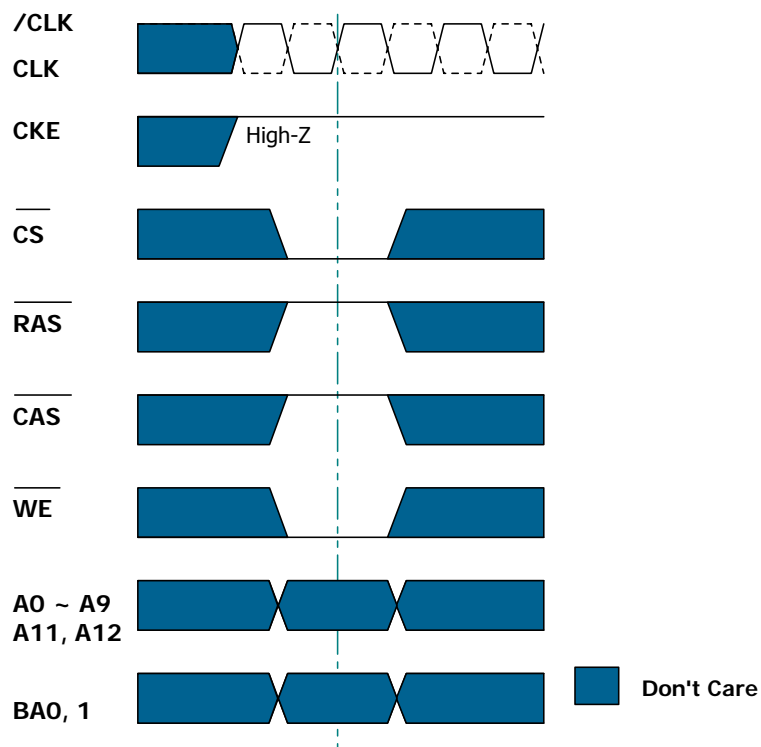 /CLK
CLK
CKE
High-Z
CS
RAS
CAS
WE
A0 ~ A9
A11, A12
BA0, 1
Don't Care